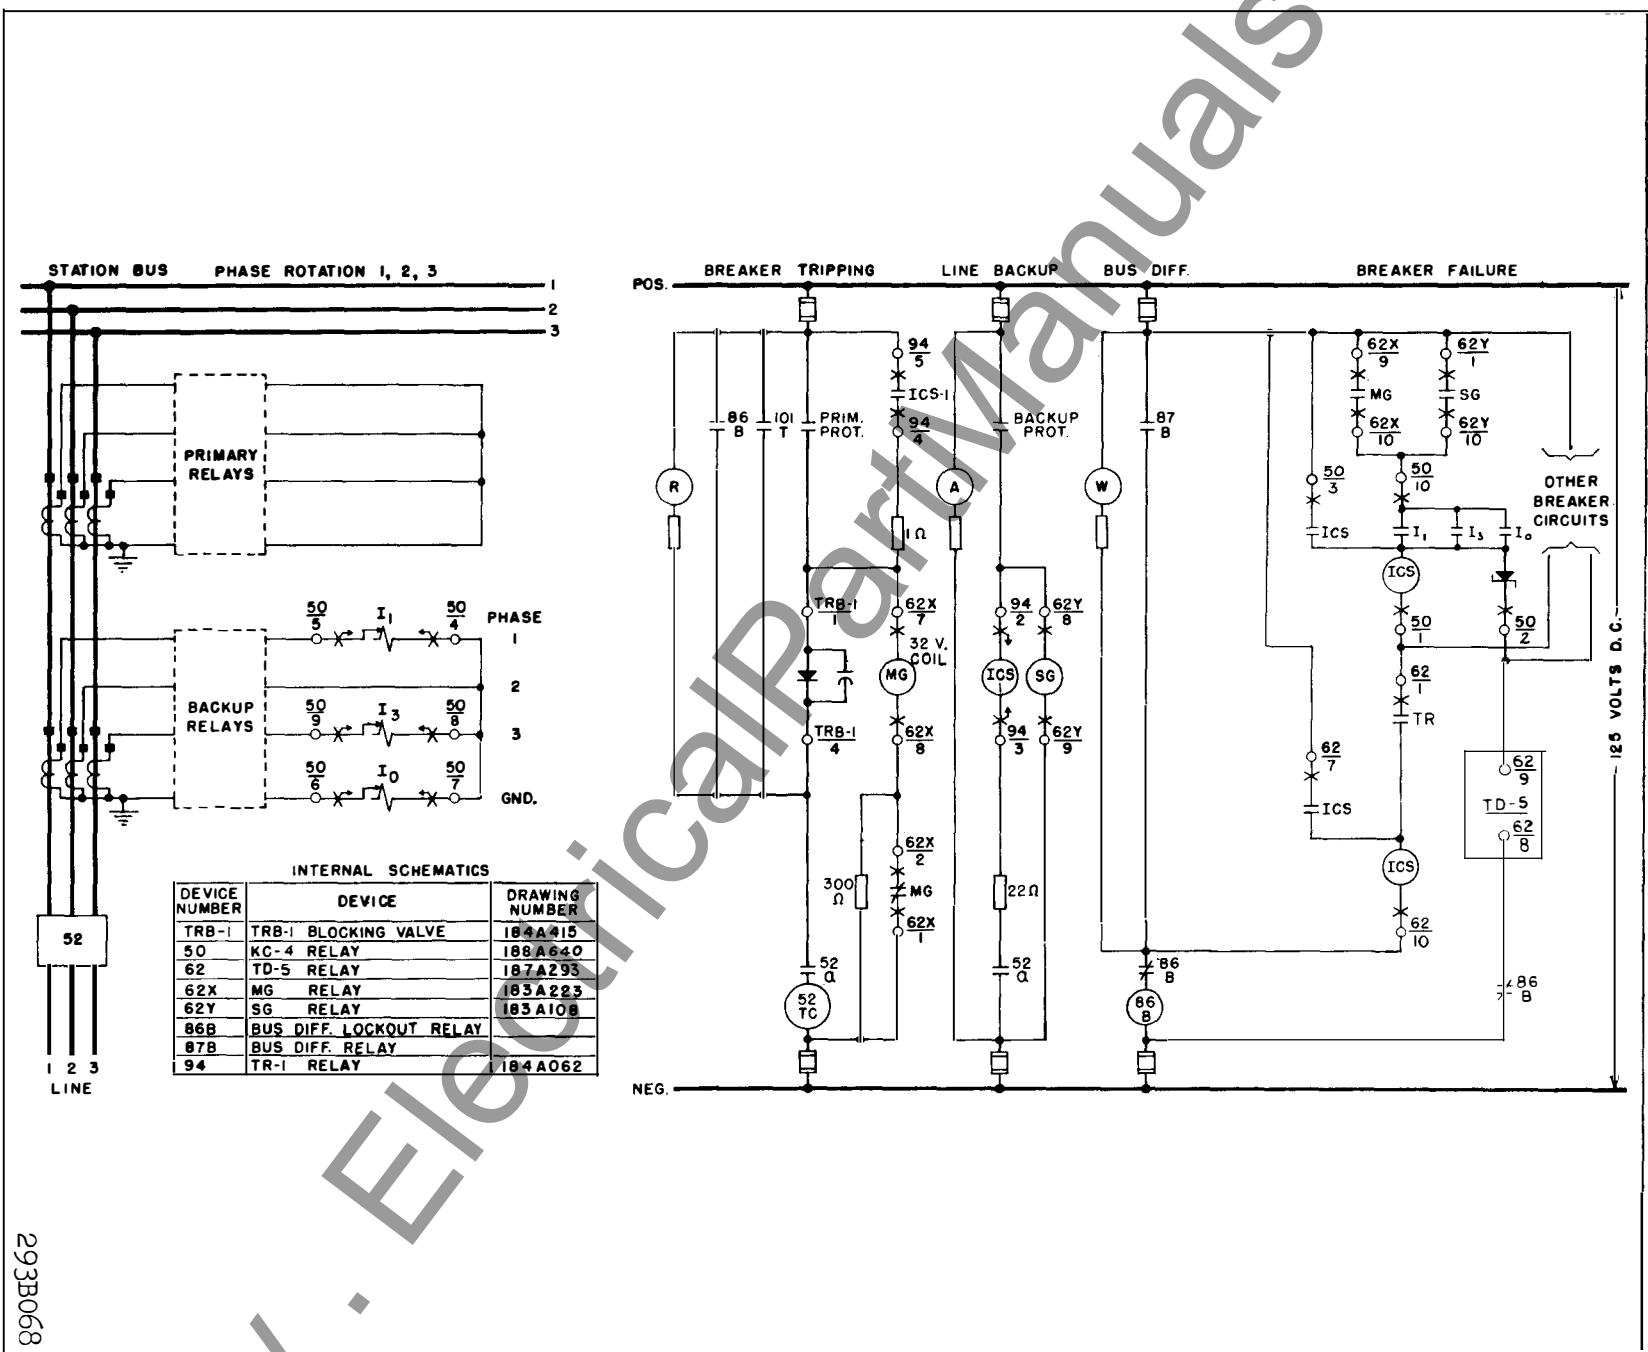 STATION BUS PHASE ROTATION 1, 2, 3
1
2
3
PRIMARY
RELAYS
50
5
I1
50
4
PHASE
1
2
BACKUP
RELAYS
50
9
I3
50
8
3
50
6
I0
50
7
GND.
52
1 2 3
LINE
INTERNAL SCHEMATICS
DEVICE NUMBER DEVICE DRAWING NUMBER
TRB-1 TRB-1 BLOCKING VALVE 184A415
50 KC-4 RELAY 188A640
62 TD-5 RELAY 187A293
62X MG RELAY 183A223
62Y SG RELAY 183A108
86B BUS DIFF. LOCKOUT RELAY
87B BUS DIFF. RELAY
94 TR-1 RELAY 184A062
POS.
BREAKER TRIPPING
LINE BACKUP
BUS DIFF.
BREAKER FAILURE
R
86
B
101
T
PRIM.
PROT.
94
5
ICS-1
94
4
1Ω
TRB-1
1
62X
7
32 V.
COIL
MG
TRB-1
4
62X
8
62X
2
300
Ω
MG
62X
1
52
a
52
TC
A
BACKUP
PROT.
94
2
62Y
8
ICS
SG
94
3
62Y
9
22Ω
52
a
W
87
B
86
B
86
B
62X
9
MG
62X
10
62Y
1
SG
62Y
10
50
3
ICS
50
10
I1
I3
Io
OTHER
BREAKER
CIRCUITS
ICS
50
1
50
2
62
1
TR
62
7
ICS
62
9
TD-5
62
8
ICS
62
10
86
B
125 VOLTS D.C.
NEG.
293B068
. ElectricalPartManuals